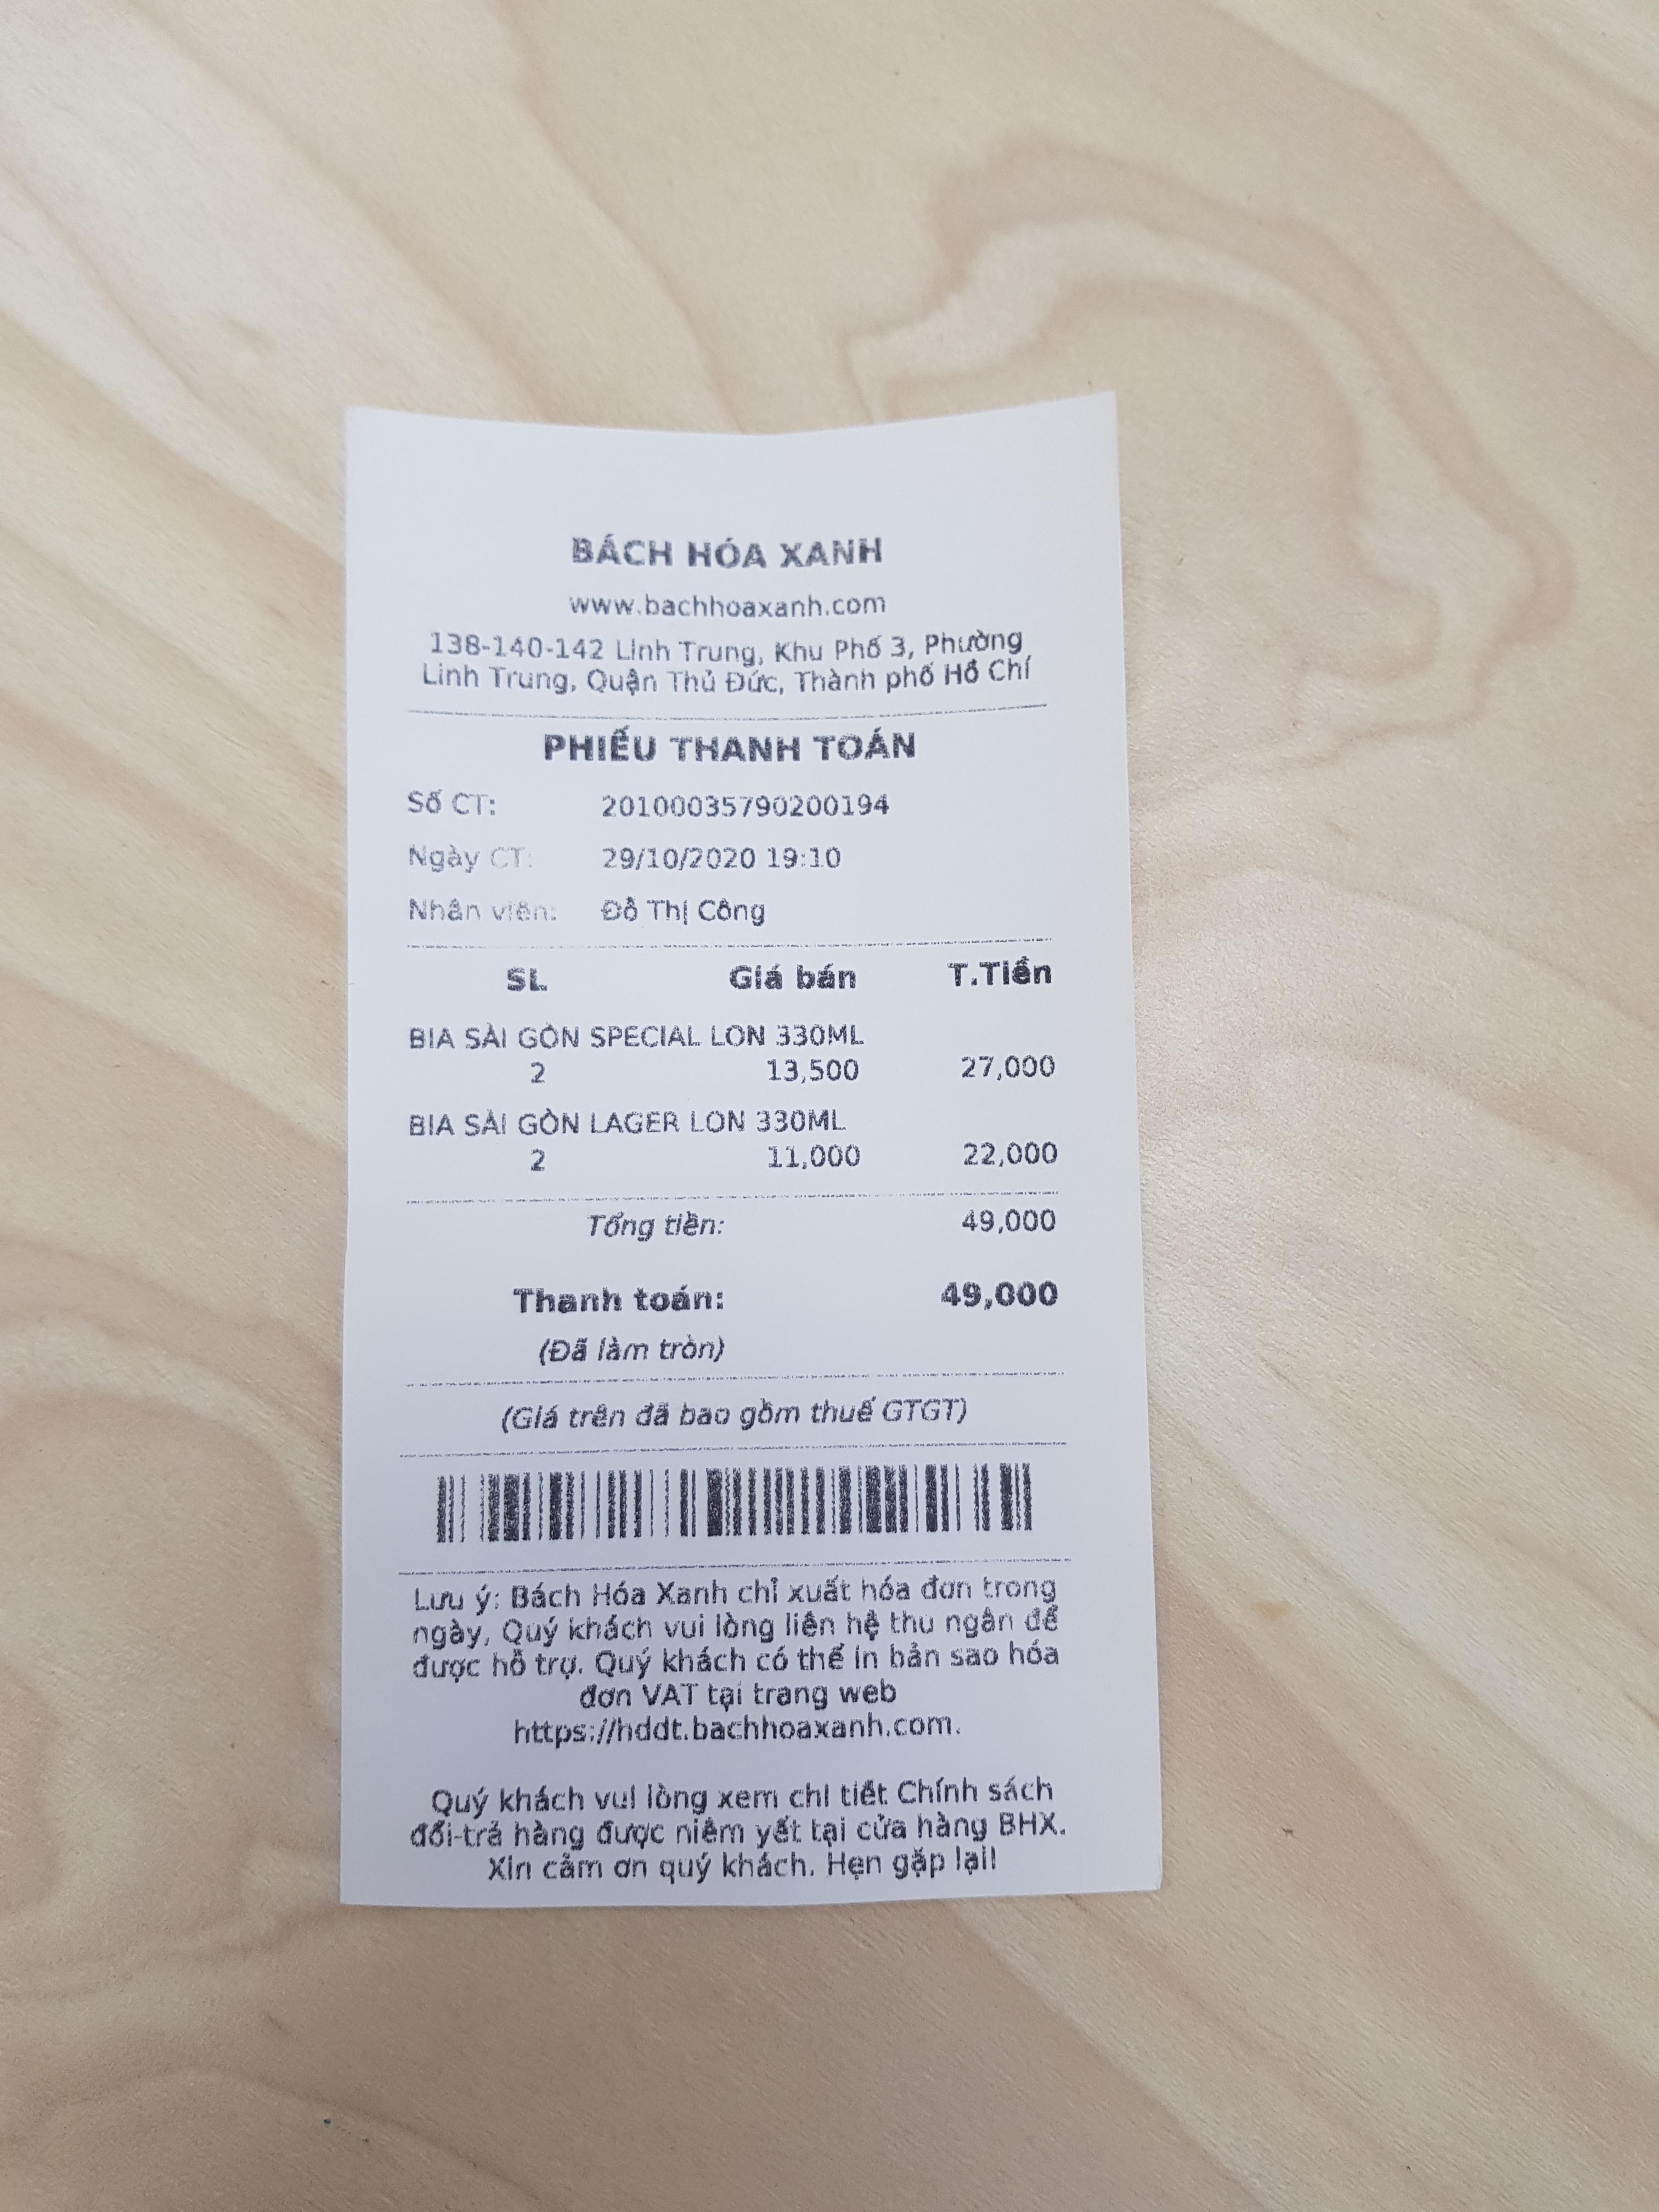 BÁCH HÓA XANH
www.bachhoaxanh.com
138-140-142 Linh Trung, Khu Phố 3, Phường
Linh Trung, Quận Thủ Đức, Thành phố Hồ Chí
PHIẾU THANH TOÁN
Số CT: 20100035790200194
Ngày CT: 29/10/2020 19:10
Nhân viên: Đỗ Thị Công
SL Giá bán T.Tiền
BIA SÀI GÒN SPECIAL LON 330ML
2 13,500 27,000
BIA SÀI GÒN LAGER LON 330ML
2 11,000 22,000
Tổng tiền: 49,000
Thanh toán: 49,000
(Đã làm tròn)
(Giá trên đã bao gồm thuế GTGT)
Lưu ý: Bách Hóa Xanh chỉ xuất hóa đơn trong
ngày, Quý khách vui lòng liên hệ thu ngân để
được hỗ trợ. Quý khách có thể in bản sao hóa
đơn VAT tại trang web
https://hddt.bachhoaxanh.com.
Quý khách vui lòng xem chi tiết Chính sách
đổi-trả hàng được niêm yết tại cửa hàng BHX.
Xin cảm ơn quý khách. Hẹn gặp lại!